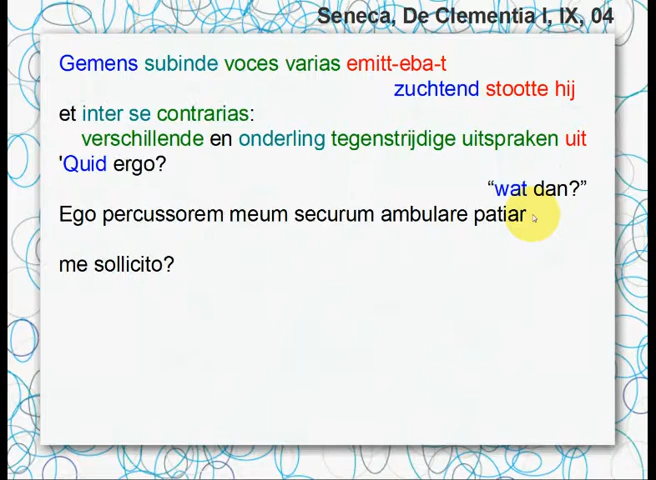 Seneca, De Clementia I, IX, 04
Gemens subinde voces varias emitt-eba-t
zuchtend stootte hij
et inter se contrarias:
verschillende en onderling tegenstrijdige uitspraken uit
'Quid ergo?
“wat dan?”
Ego percussorem meum securum ambulare patiar
me sollicito?